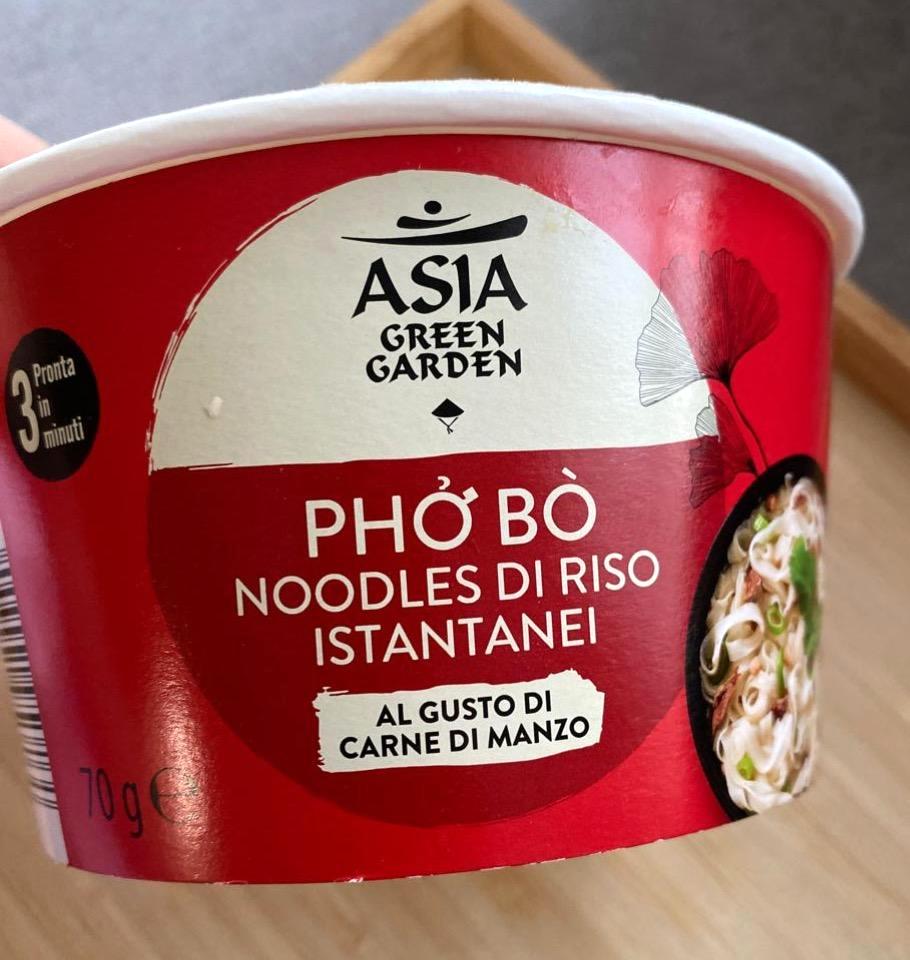 ASIA
GREEN
GARDEN
3 Pronta
in
minuti
PHỞ BÒ
NOODLES DI RISO
ISTANTANEI
AL GUSTO DI
CARNE DI MANZO
70 g ℮